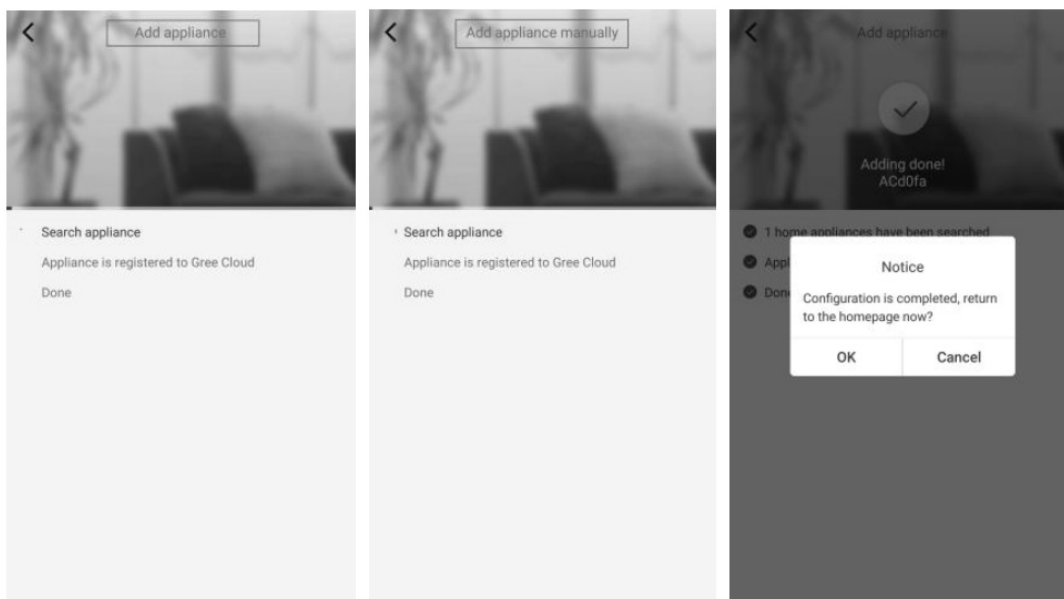 Add appliance
Search appliance
Appliance is registered to Gree Cloud
Done
Add appliance manually
Search appliance
Appliance is registered to Gree Cloud
Done
Add appliance
Adding done!
ACd0fa
1 home appliances have been searched
Appl
Done
Notice
Configuration is completed, return
to the homepage now?
OK
Cancel